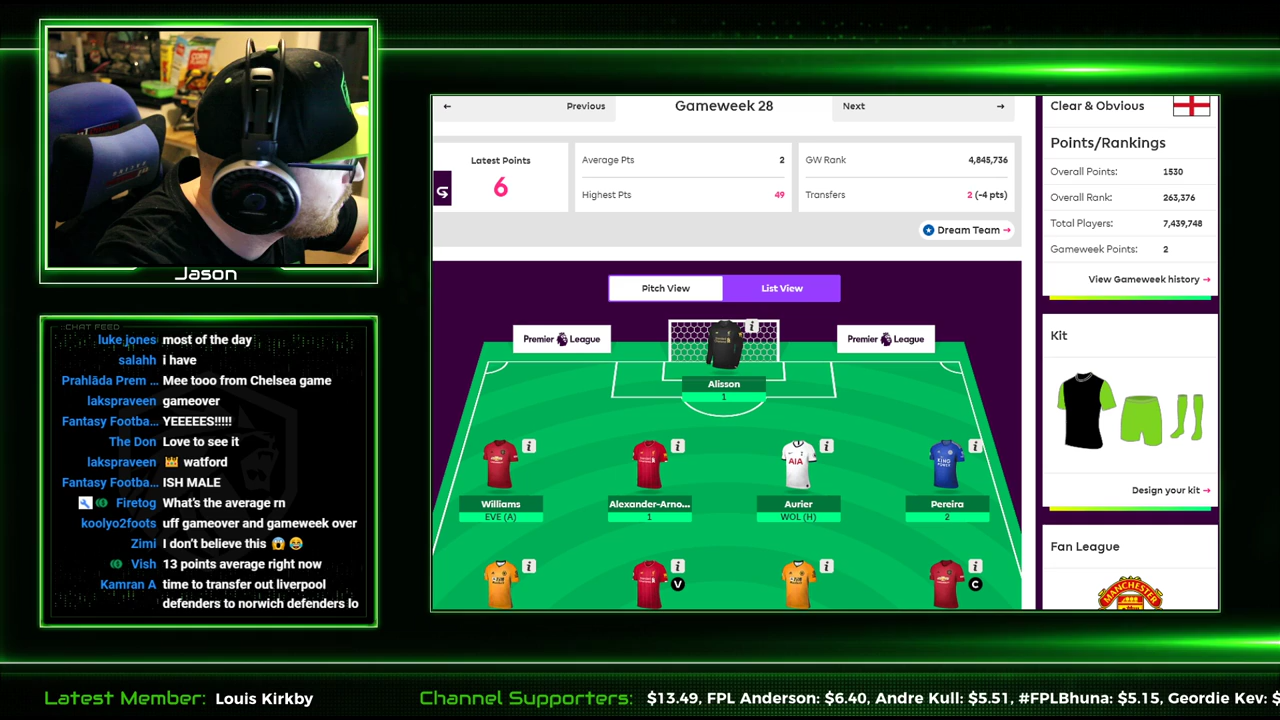 Jason
CHAT FEED
luke jones most of the day
salahh i have
Prahlāda Prem ... Mee tooo from Chelsea game
lakspraveen gameover
Fantasy Footba... YEEEEES!!!!!
The Don Love to see it
lakspraveen 👑 watford
Fantasy Footba... ISH MALE
Firetog What's the average rn
koolyo2foots uff gameover and gameweek over
Zimi I don't believe this 😱 😂
Vish 13 points average right now
Kamran A time to transfer out liverpool
defenders to norwich defenders lo
← Previous
Gameweek 28
Next →
Latest Points
6
Average Pts 2
Highest Pts 49
GW Rank 4,845,736
Transfers 2 (-4 pts)
Dream Team →
Pitch View
List View
Premier League
Premier League
Alisson
1
Williams
EVE (A)
Alexander-Arno...
1
Aurier
WOL (H)
Pereira
2
AIA
KING POWER
V
C
Clear & Obvious
Points/Rankings
Overall Points: 1530
Overall Rank: 263,376
Total Players: 7,439,748
Gameweek Points: 2
View Gameweek history →
Kit
Design your kit →
Fan League
MANCHESTER
Latest Member: Louis Kirkby
Channel Supporters: $13.49, FPL Anderson: $6.40, Andre Kull: $5.51, #FPLBhuna: $5.15, Geordie Kev: $